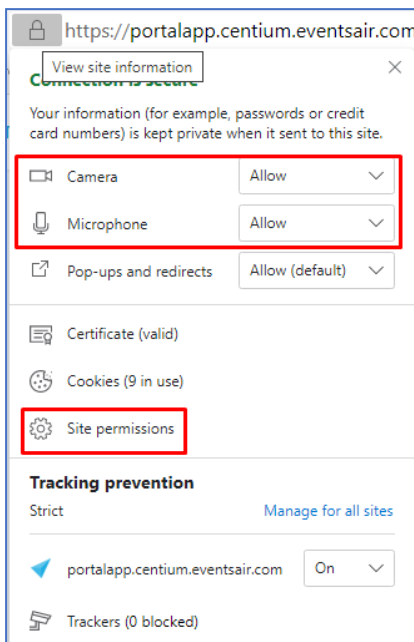 https://portalapp.centium.eventsair.com
View site information
Connection is secure
Your information (for example, passwords or credit
card numbers) is kept private when it sent to this site.
Camera Allow
Microphone Allow
Pop-ups and redirects Allow (default)
Certificate (valid)
Cookies (9 in use)
Site permissions
Tracking prevention
Strict Manage for all sites
portalapp.centium.eventsair.com On
Trackers (0 blocked)